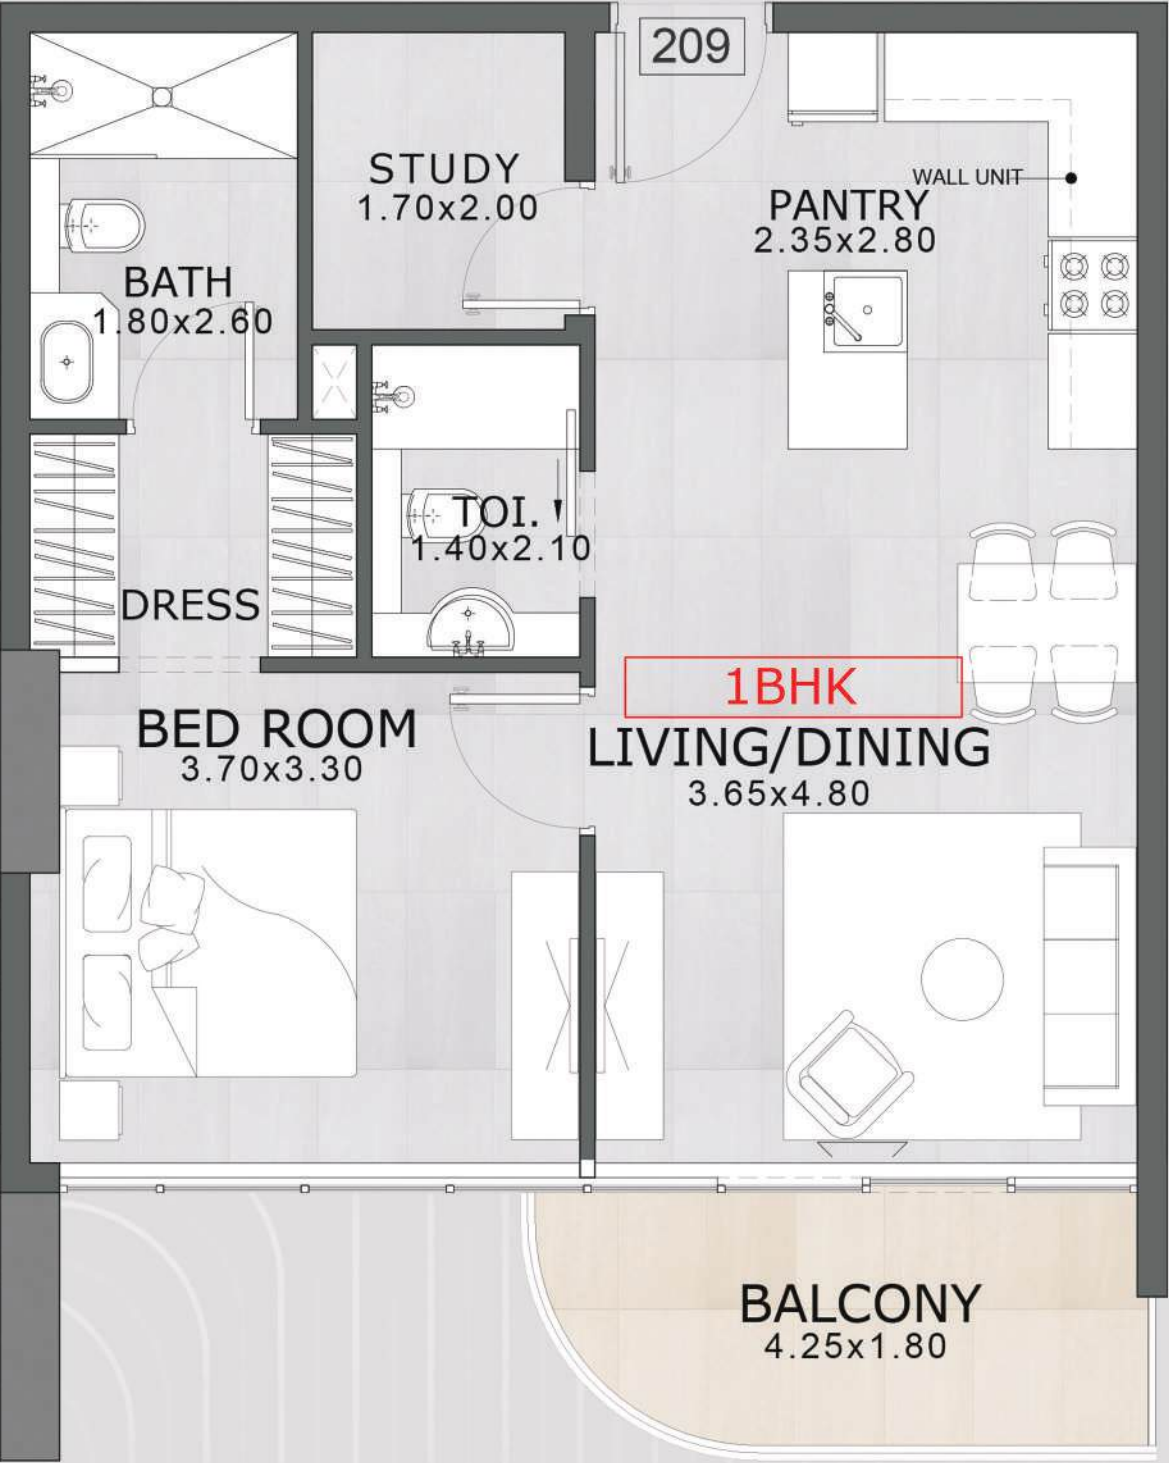 209
STUDY
1.70x2.00
WALL UNIT
PANTRY
2.35x2.80
BATH
1.80x2.60
TOI.
1.40x2.10
DRESS
1BHK
BED ROOM
3.70x3.30
LIVING/DINING
3.65x4.80
BALCONY
4.25x1.80